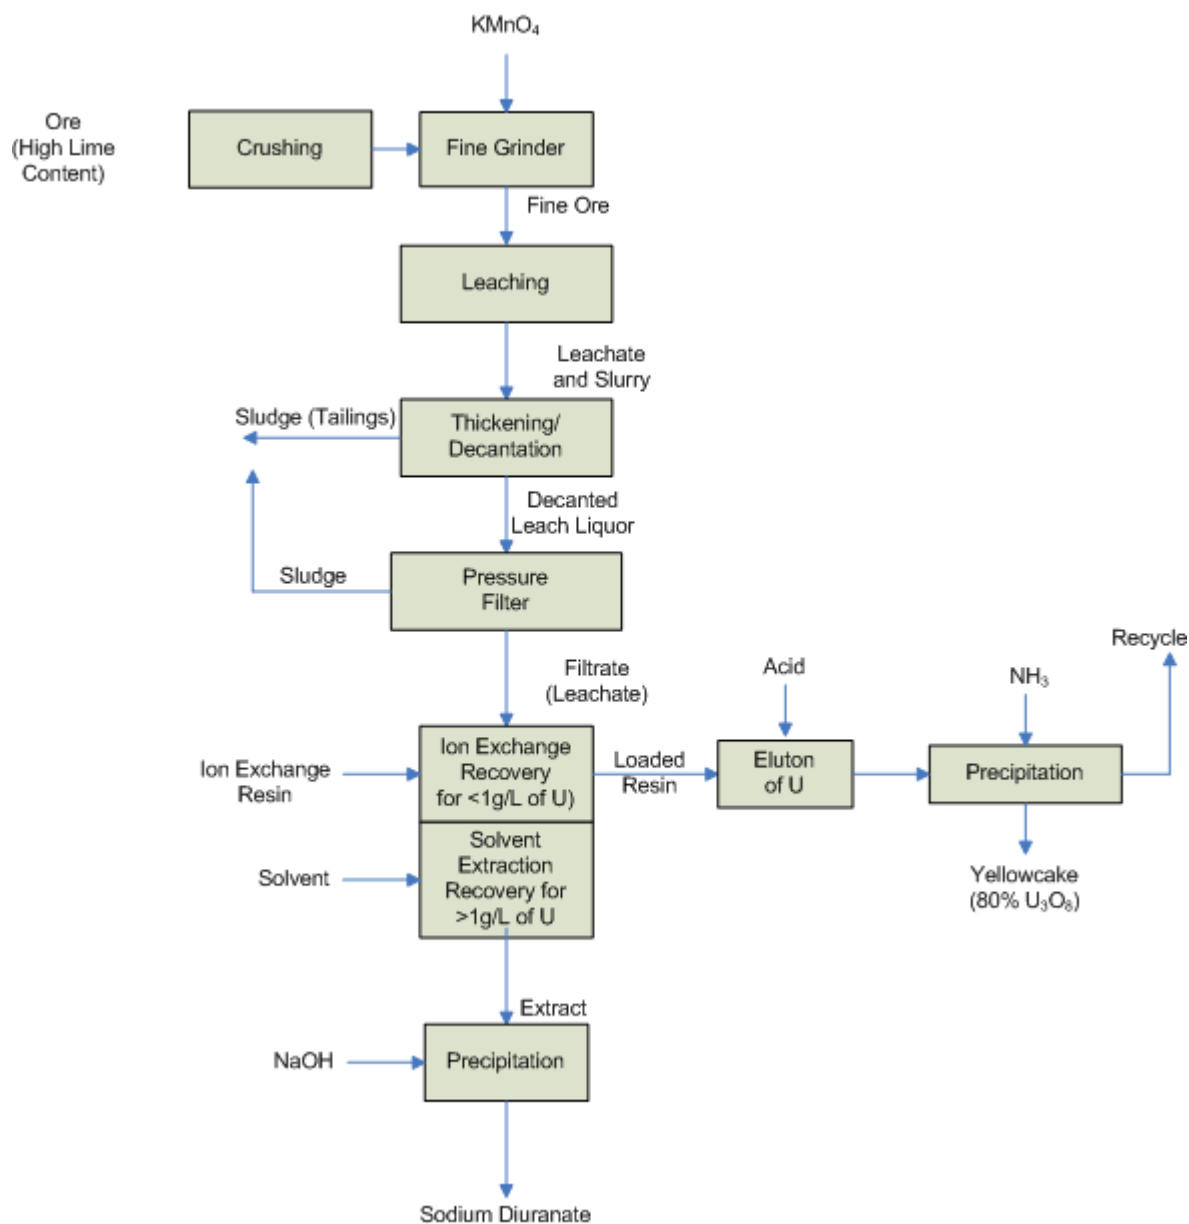 KMnO₄
Ore
(High Lime
Content)
Crushing
Fine Grinder
Fine Ore
Leaching
Leachate
and Slurry
Sludge (Tailings)
Thickening/
Decantation
Decanted
Leach Liquor
Sludge
Pressure
Filter
Filtrate
(Leachate)
Acid
NH₃
Recycle
Ion Exchange
Resin
Ion Exchange
Recovery
for <1g/L of U)
Loaded
Resin
Eluton
of U
Precipitation
Solvent
Solvent
Extraction
Recovery for
>1g/L of U
Yellowcake
(80% U₃O₈)
Extract
NaOH
Precipitation
Sodium Diuranate